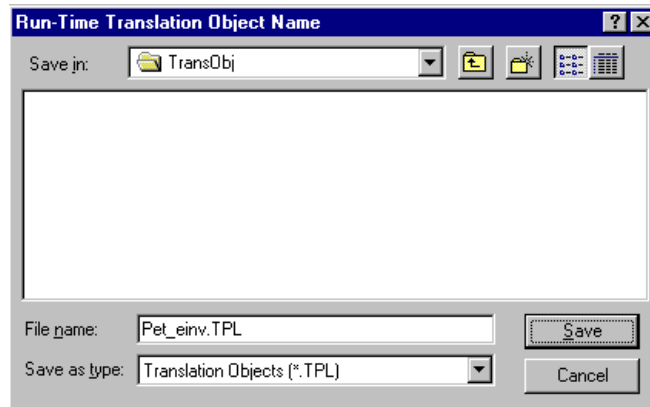 Run-Time Translation Object Name
Save in: TransObj
File name: Pet_einv.TPL Save
Save as type: Translation Objects (*.TPL) Cancel